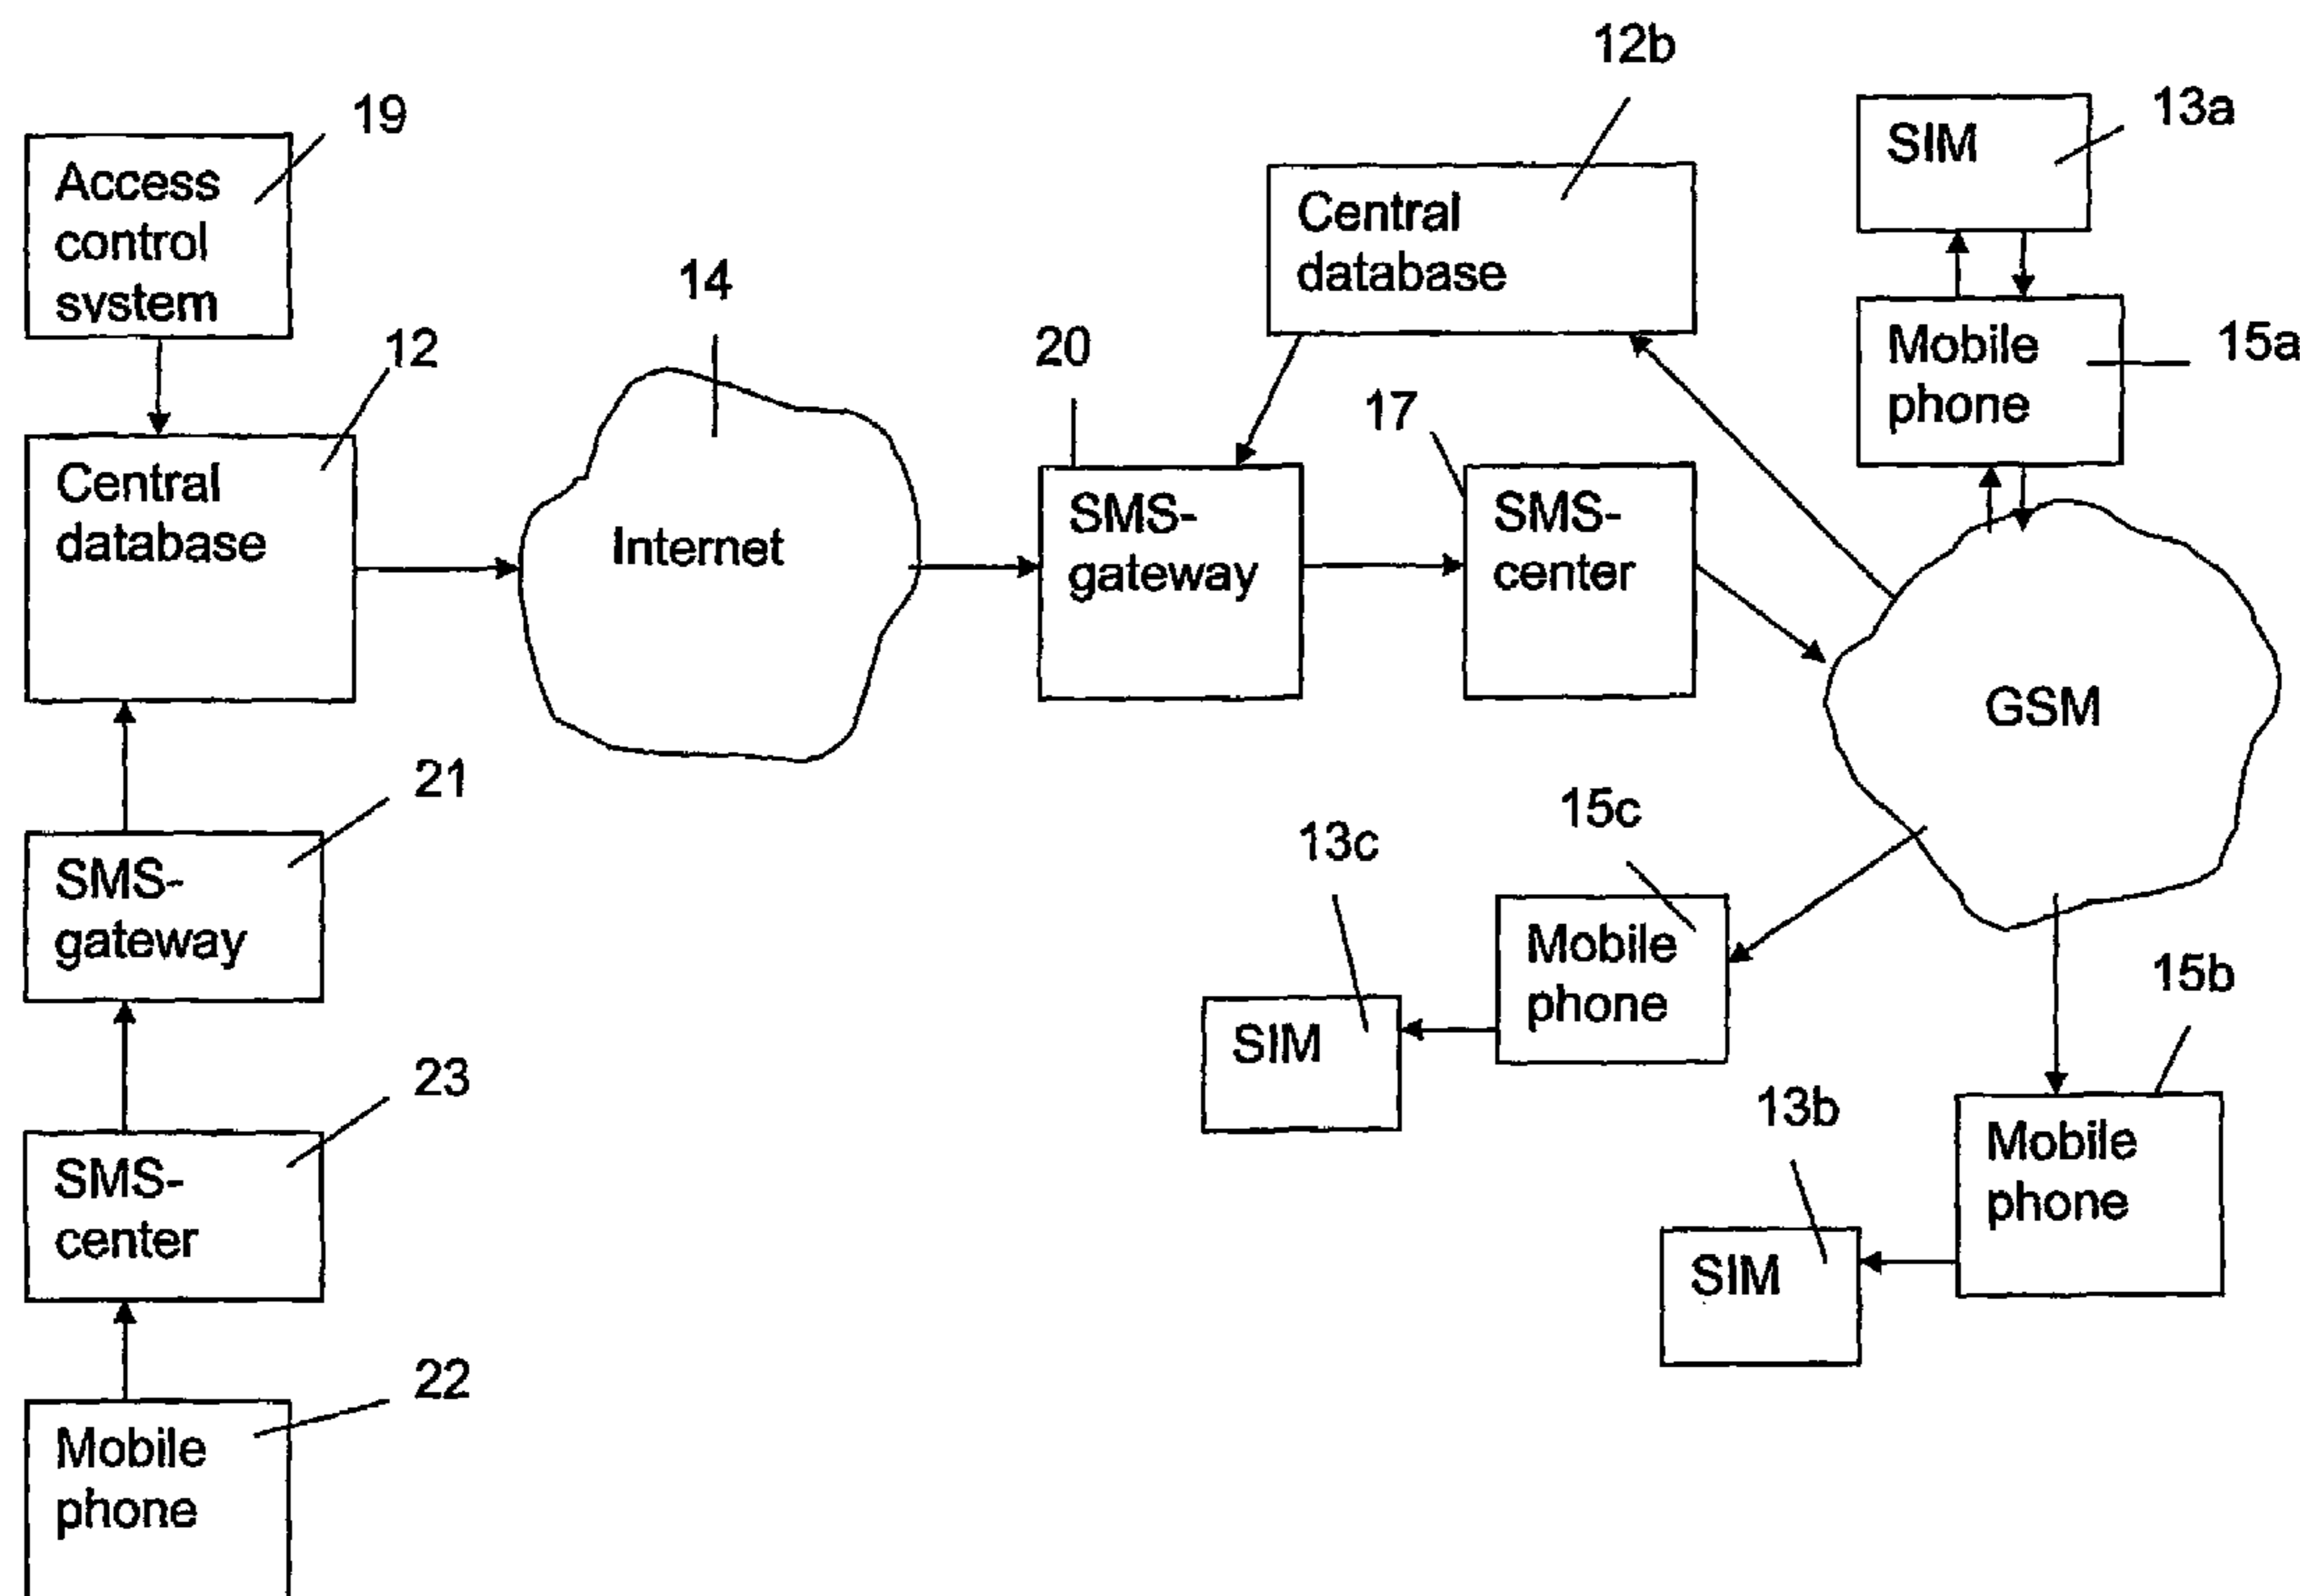 12b
13a
SIM
19
Access
control
system
Central
database
14
20
12
15a
Mobile
phone
17
Central
database
Internet
SMS-
gateway
SMS-
center
GSM
21
SMS-
gateway
15c
13c
Mobile
phone
SIM
15b
23
SMS-
center
13b
Mobile
phone
SIM
22
Mobile
phone